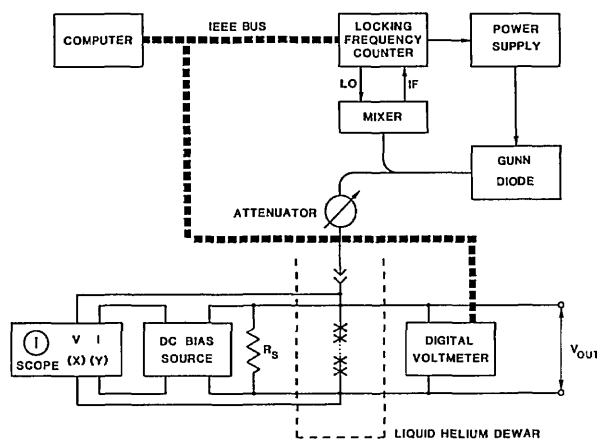 COMPUTER
IEEE BUS
LOCKING
FREQUENCY
COUNTER
POWER
SUPPLY
LO
IF
MIXER
GUNN
DIODE
ATTENUATOR
I
SCOPE
V I
(X) (Y)
DC BIAS
SOURCE
RS
DIGITAL
VOLTMETER
VOUT
LIQUID HELIUM DEWAR